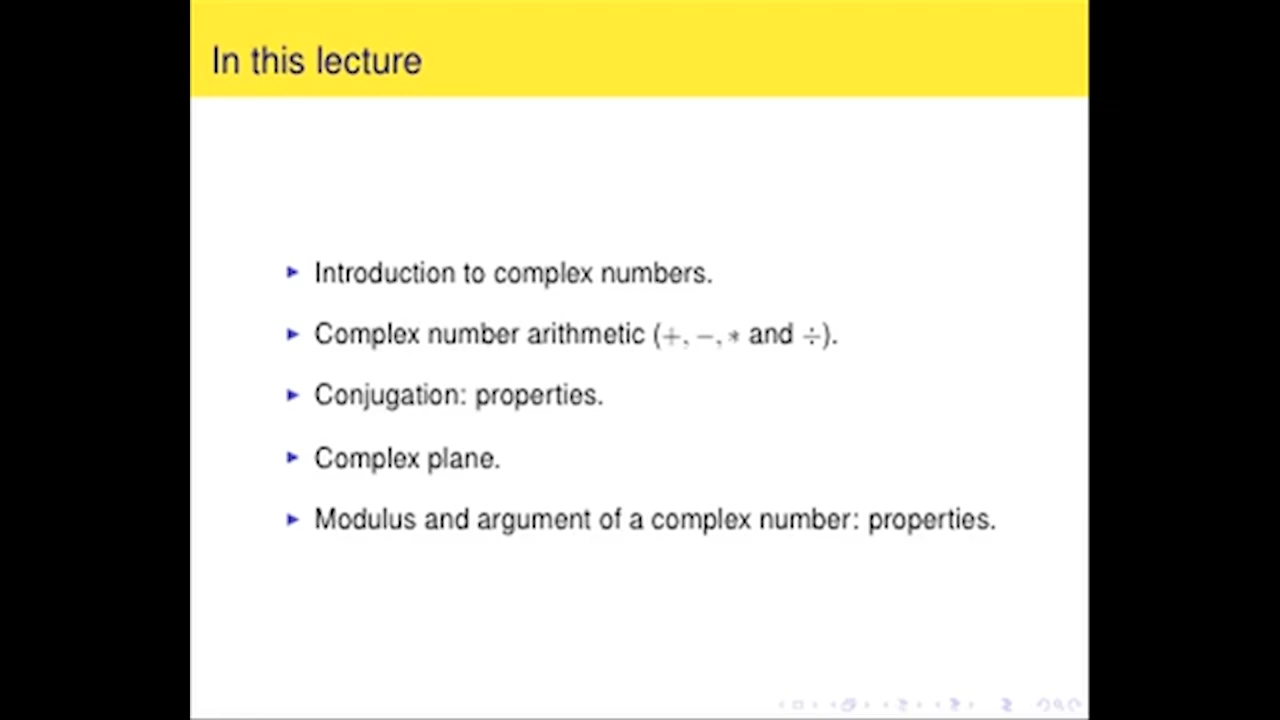 In this lecture
Introduction to complex numbers.
Complex number arithmetic (+, −, * and ÷).
Conjugation: properties.
Complex plane.
Modulus and argument of a complex number: properties.